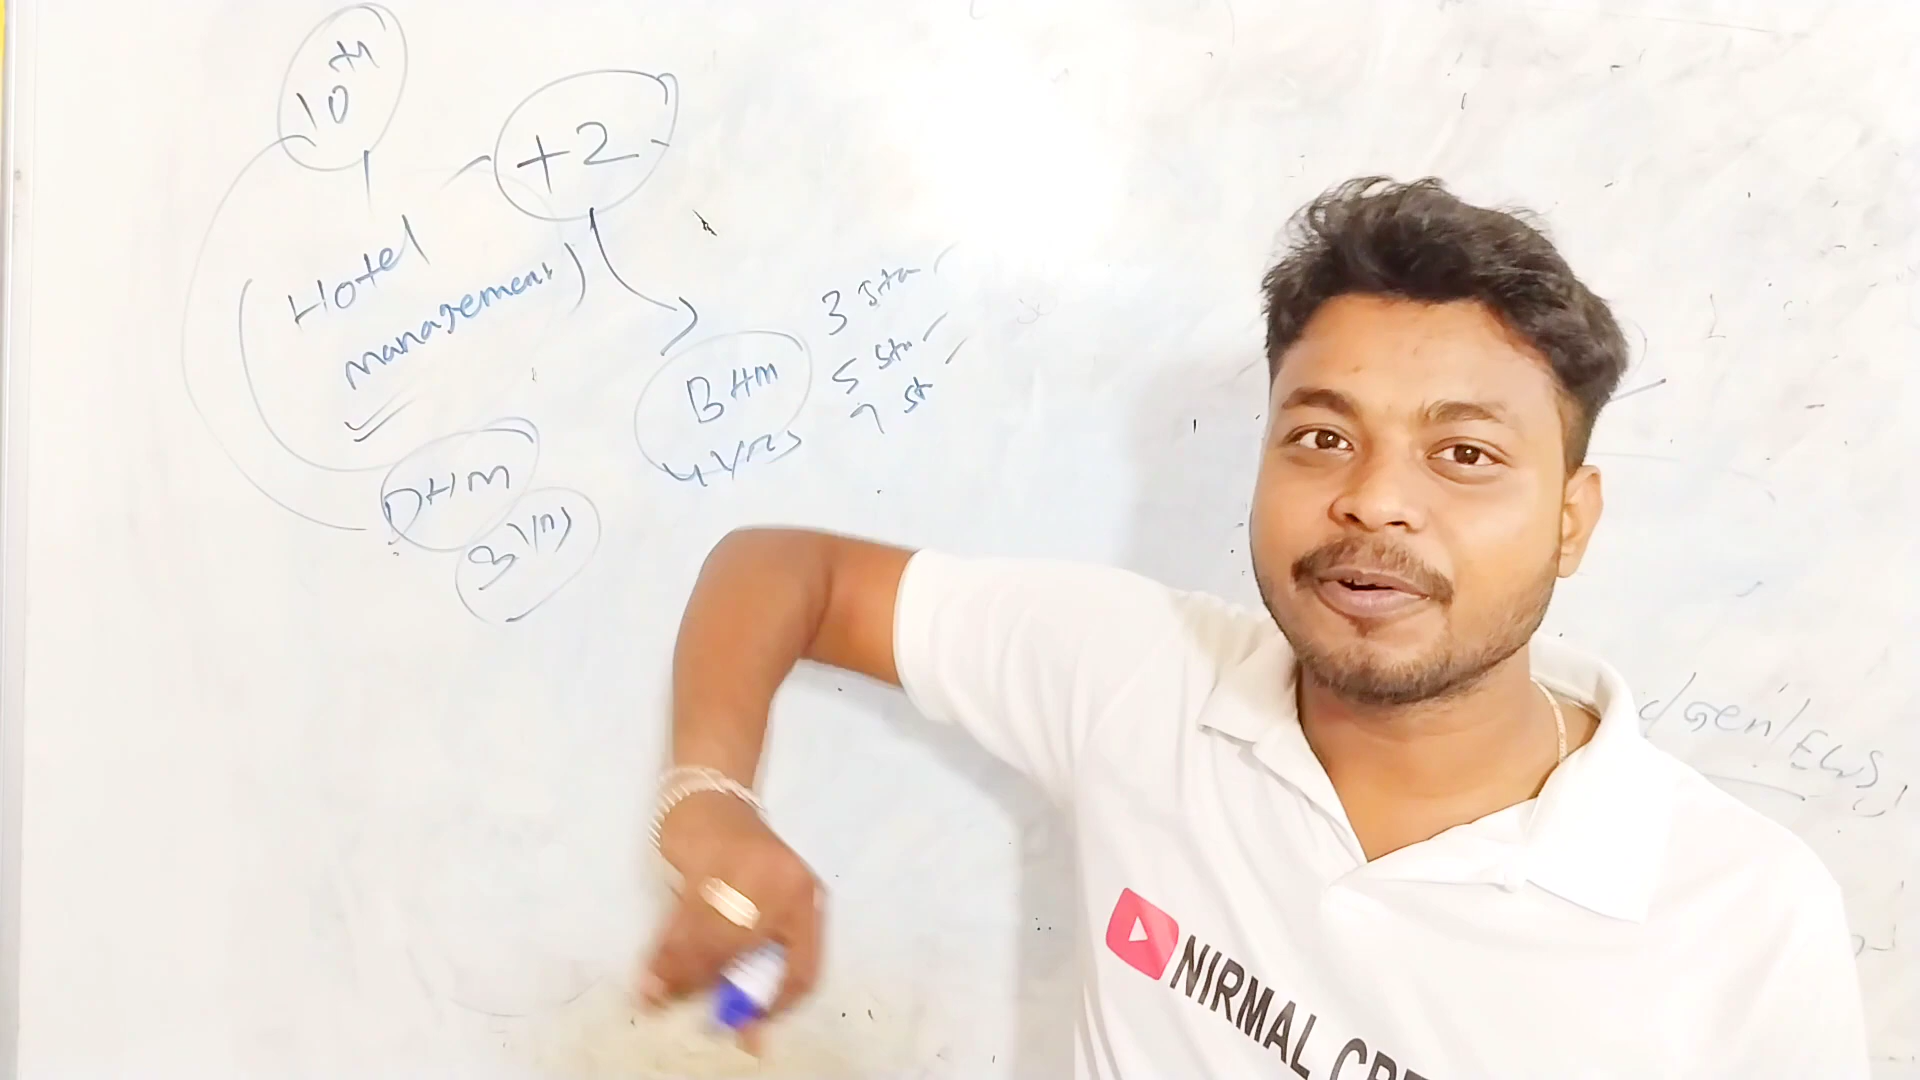 10th
+2
Hotel
management)
BHM
4 Yrs
3 Star
5 Star
7 st
DHM
3 Yrs
/Gen/EWS,
NIRMAL